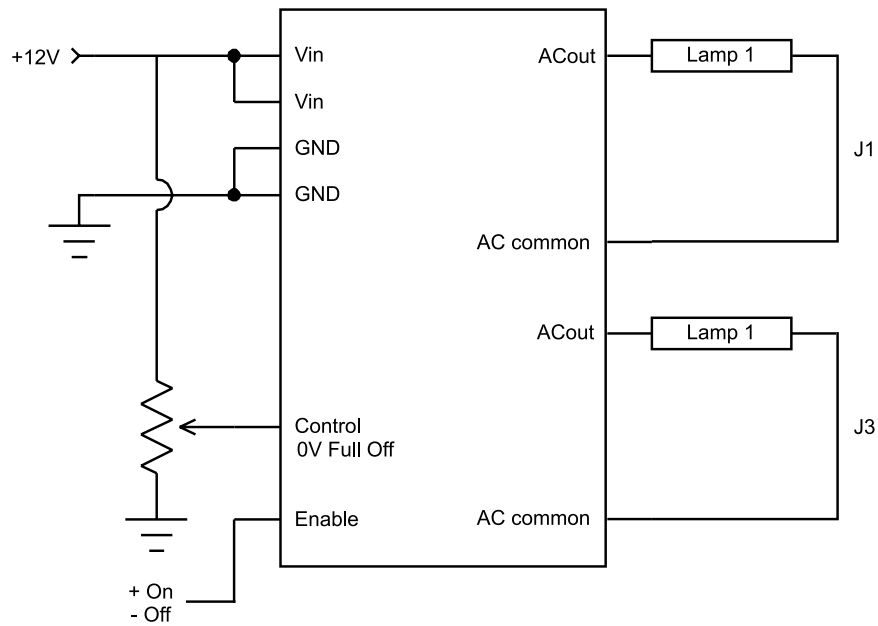 +12V
Vin
Vin
GND
GND
Control
0V Full Off
Enable
+ On
- Off
ACout
Lamp 1
J1
AC common
ACout
Lamp 1
J3
AC common